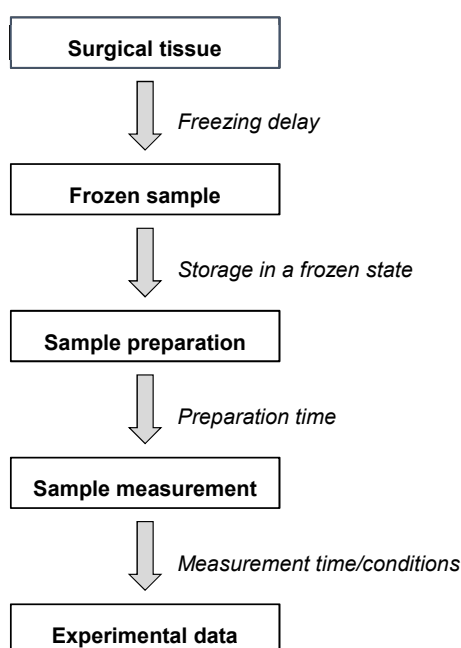 Surgical tissue
Freezing delay
Frozen sample
Storage in a frozen state
Sample preparation
Preparation time
Sample measurement
Measurement time/conditions
Experimental data